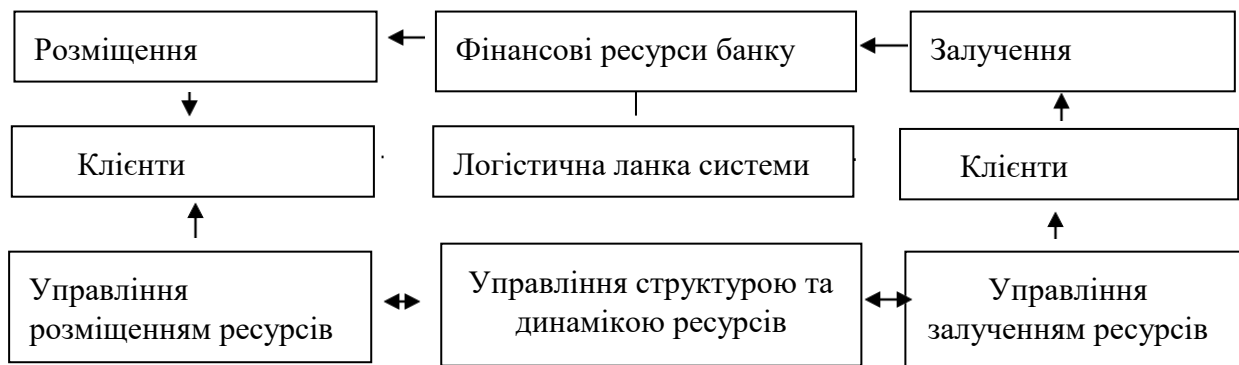 Розміщення
Фінансові ресурси банку
Залучення
Клієнти
Логістична ланка системи
Клієнти
Управління
розміщенням ресурсів
Управління структурою та
динамікою ресурсів
Управління
залученням ресурсів